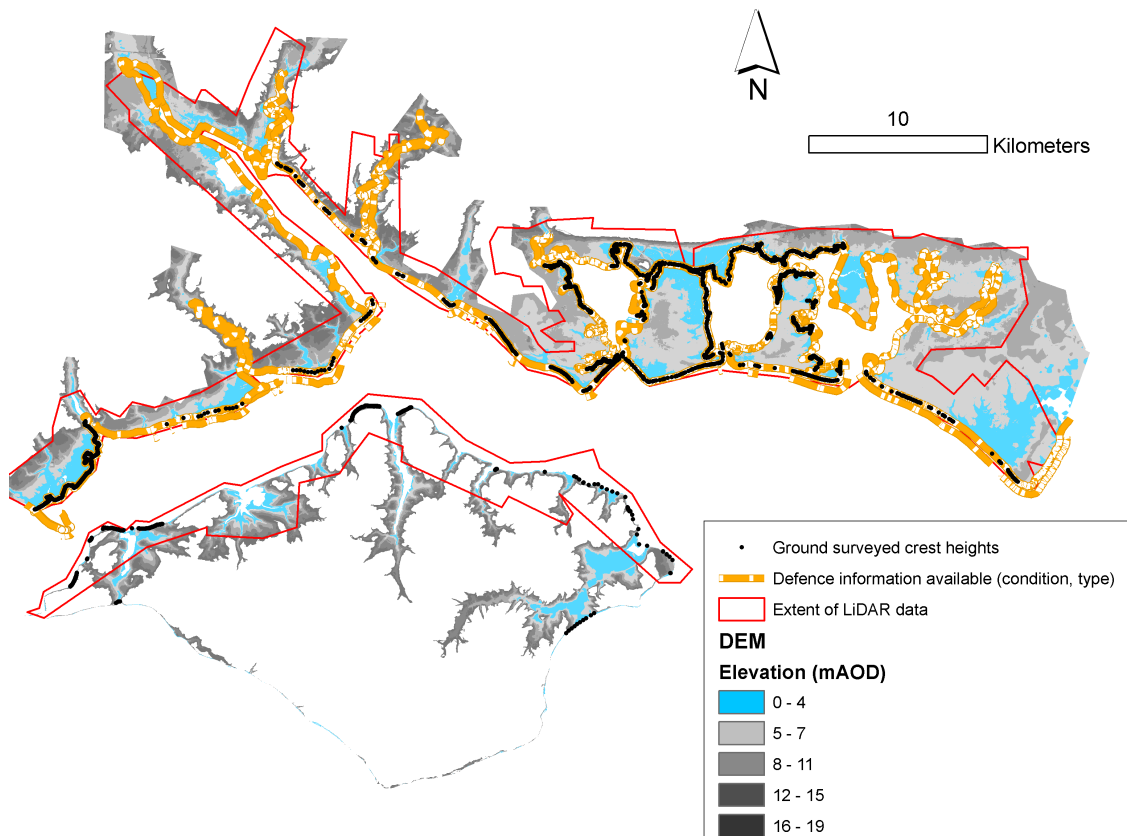 N
10
Kilometers
Ground surveyed crest heights
Defence information available (condition, type)
Extent of LiDAR data
DEM
Elevation (mAOD)
0 - 4
5 - 7
8 - 11
12 - 15
16 - 19